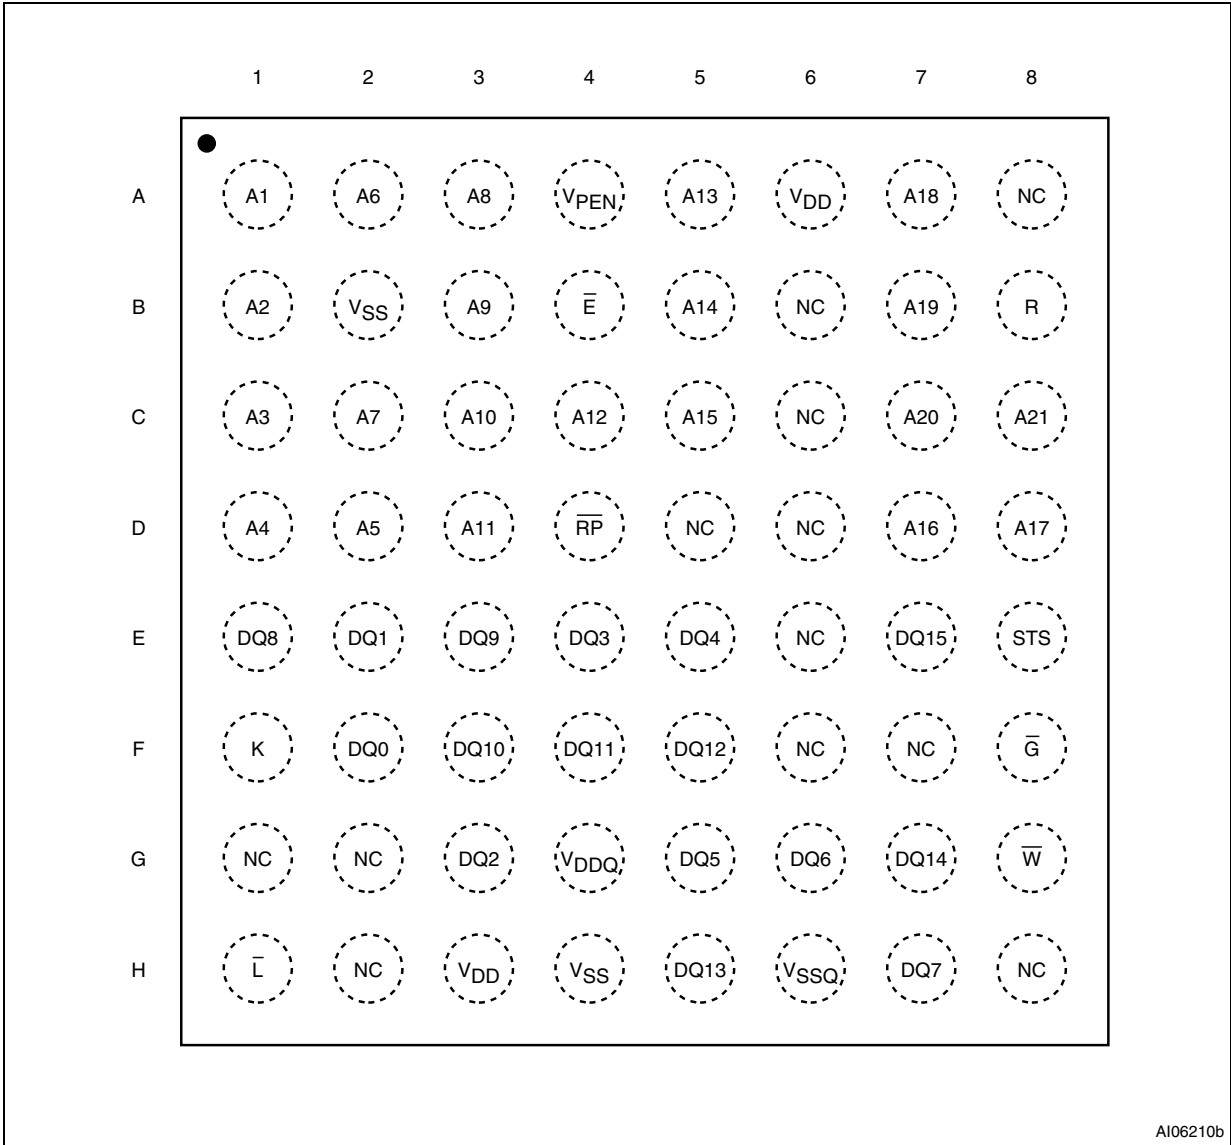 1 2 3 4 5 6 7 8
A A1 A6 A8 VPEN A13 VDD A18 NC
B A2 VSS A9 E̅ A14 NC A19 R
C A3 A7 A10 A12 A15 NC A20 A21
D A4 A5 A11 R̅P̅ NC NC A16 A17
E DQ8 DQ1 DQ9 DQ3 DQ4 NC DQ15 STS
F K DQ0 DQ10 DQ11 DQ12 NC NC G̅
G NC NC DQ2 VDDQ DQ5 DQ6 DQ14 W̅
H L̅ NC VDD VSS DQ13 VSSQ DQ7 NC
AI06210b